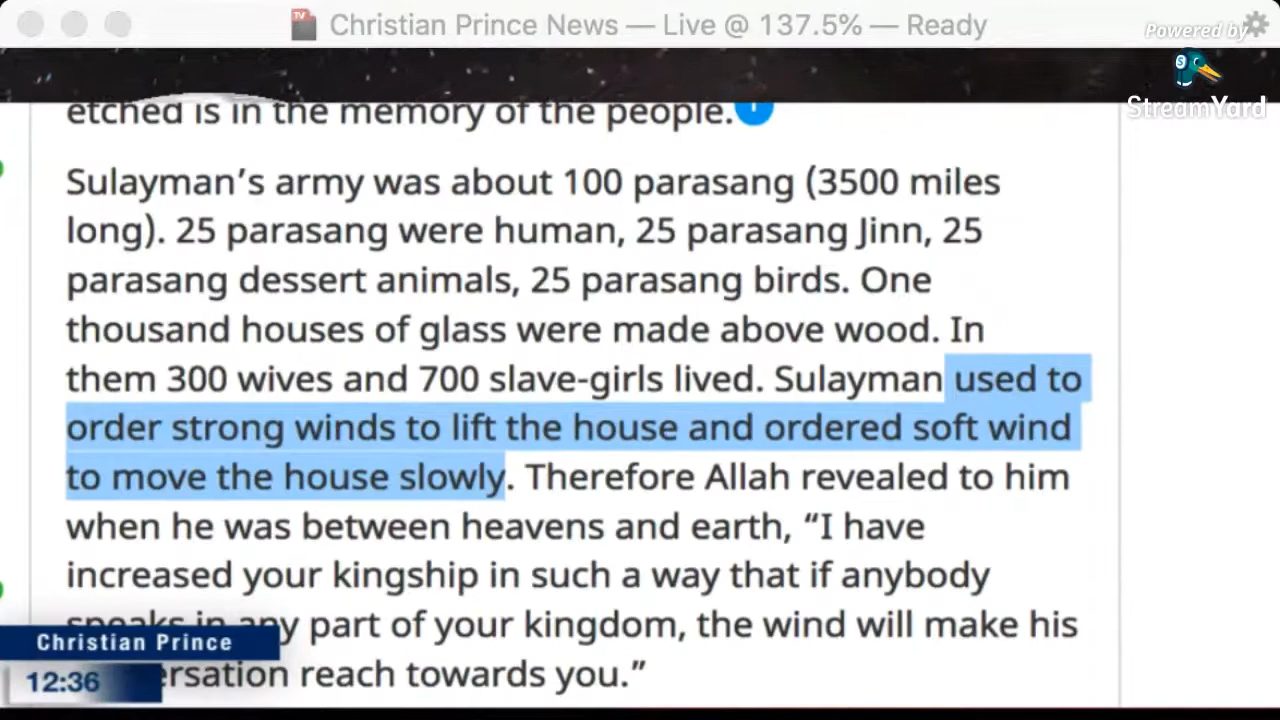 Christian Prince News — Live @ 137.5% — Ready
Powered by
StreamYard
etched is in the memory of the people.
Sulayman’s army was about 100 parasang (3500 miles
long). 25 parasang were human, 25 parasang Jinn, 25
parasang dessert animals, 25 parasang birds. One
thousand houses of glass were made above wood. In
them 300 wives and 700 slave-girls lived. Sulayman used to
order strong winds to lift the house and ordered soft wind
to move the house slowly. Therefore Allah revealed to him
when he was between heavens and earth, “I have
increased your kingship in such a way that if anybody
speaks in any part of your kingdom, the wind will make his
ersation reach towards you.”
Christian Prince
12:36